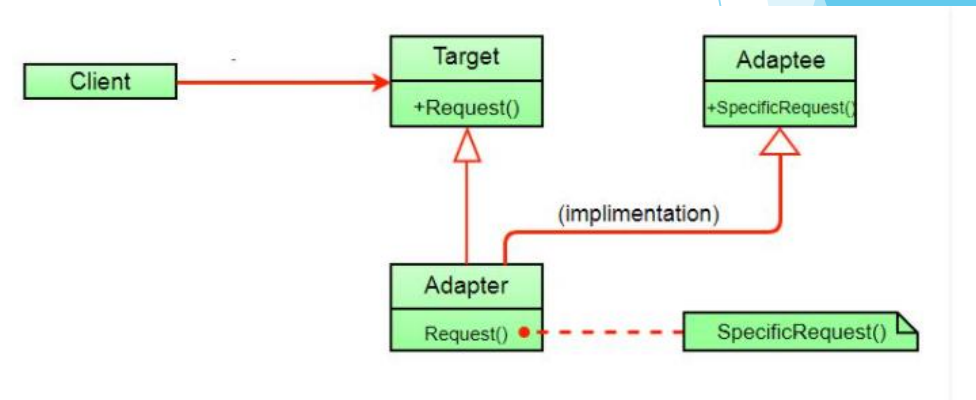 Client
Target
+Request()
Adaptee
+SpecificRequest()
(implimentation)
Adapter
Request()
SpecificRequest()